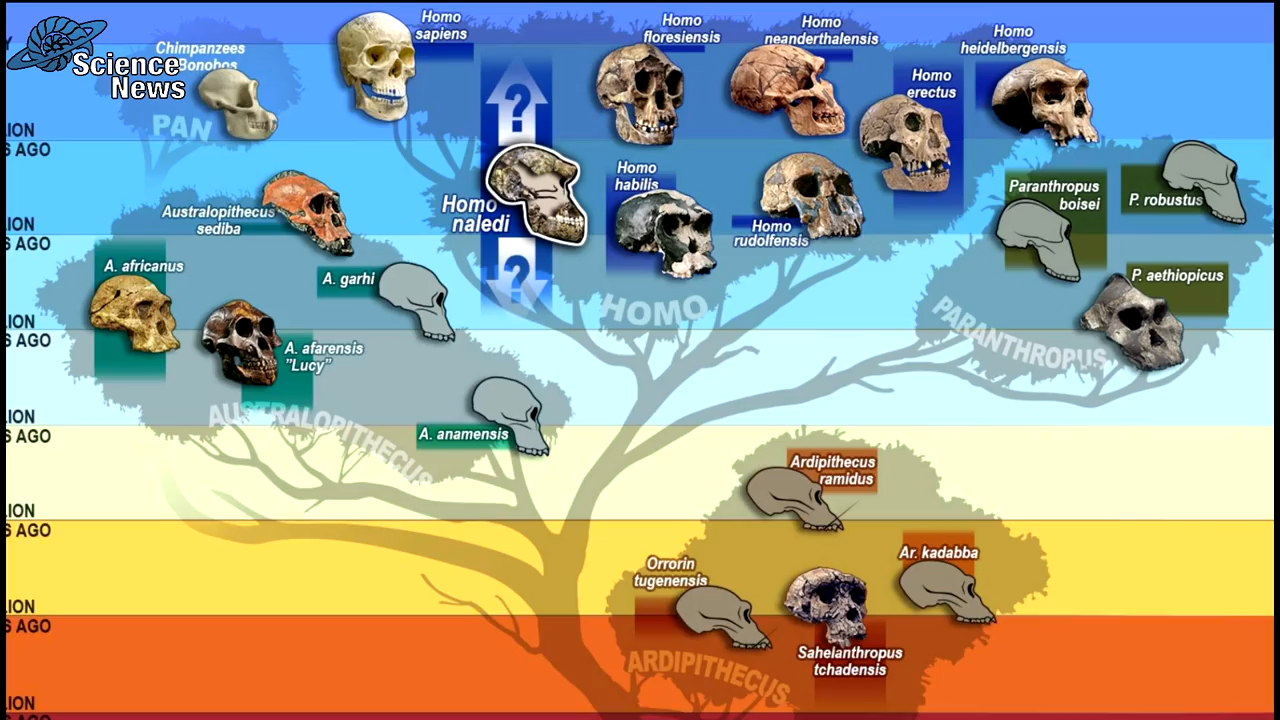 Science
News
Chimpanzees
Bonobos
PAN
Homo
sapiens
Homo
floresiensis
Homo
neanderthalensis
Homo
heidelbergensis
Homo
erectus
?
Homo
naledi
?
Homo
habilis
Homo
rudolfensis
HOMO
Paranthropus
boisei
P. robustus
P. aethiopicus
PARANTHROPUS
Australopithecus
sediba
A. africanus
A. garhi
A. afarensis
"Lucy"
A. anamensis
AUSTRALOPITHECUS
Ardipithecus
ramidus
Ar. kadabba
Orrorin
tugenensis
Sahelanthropus
tchadensis
ARDIPITHECUS
LION
S AGO
LION
S AGO
LION
S AGO
LION
S AGO
LION
S AGO
LION
S AGO
LION